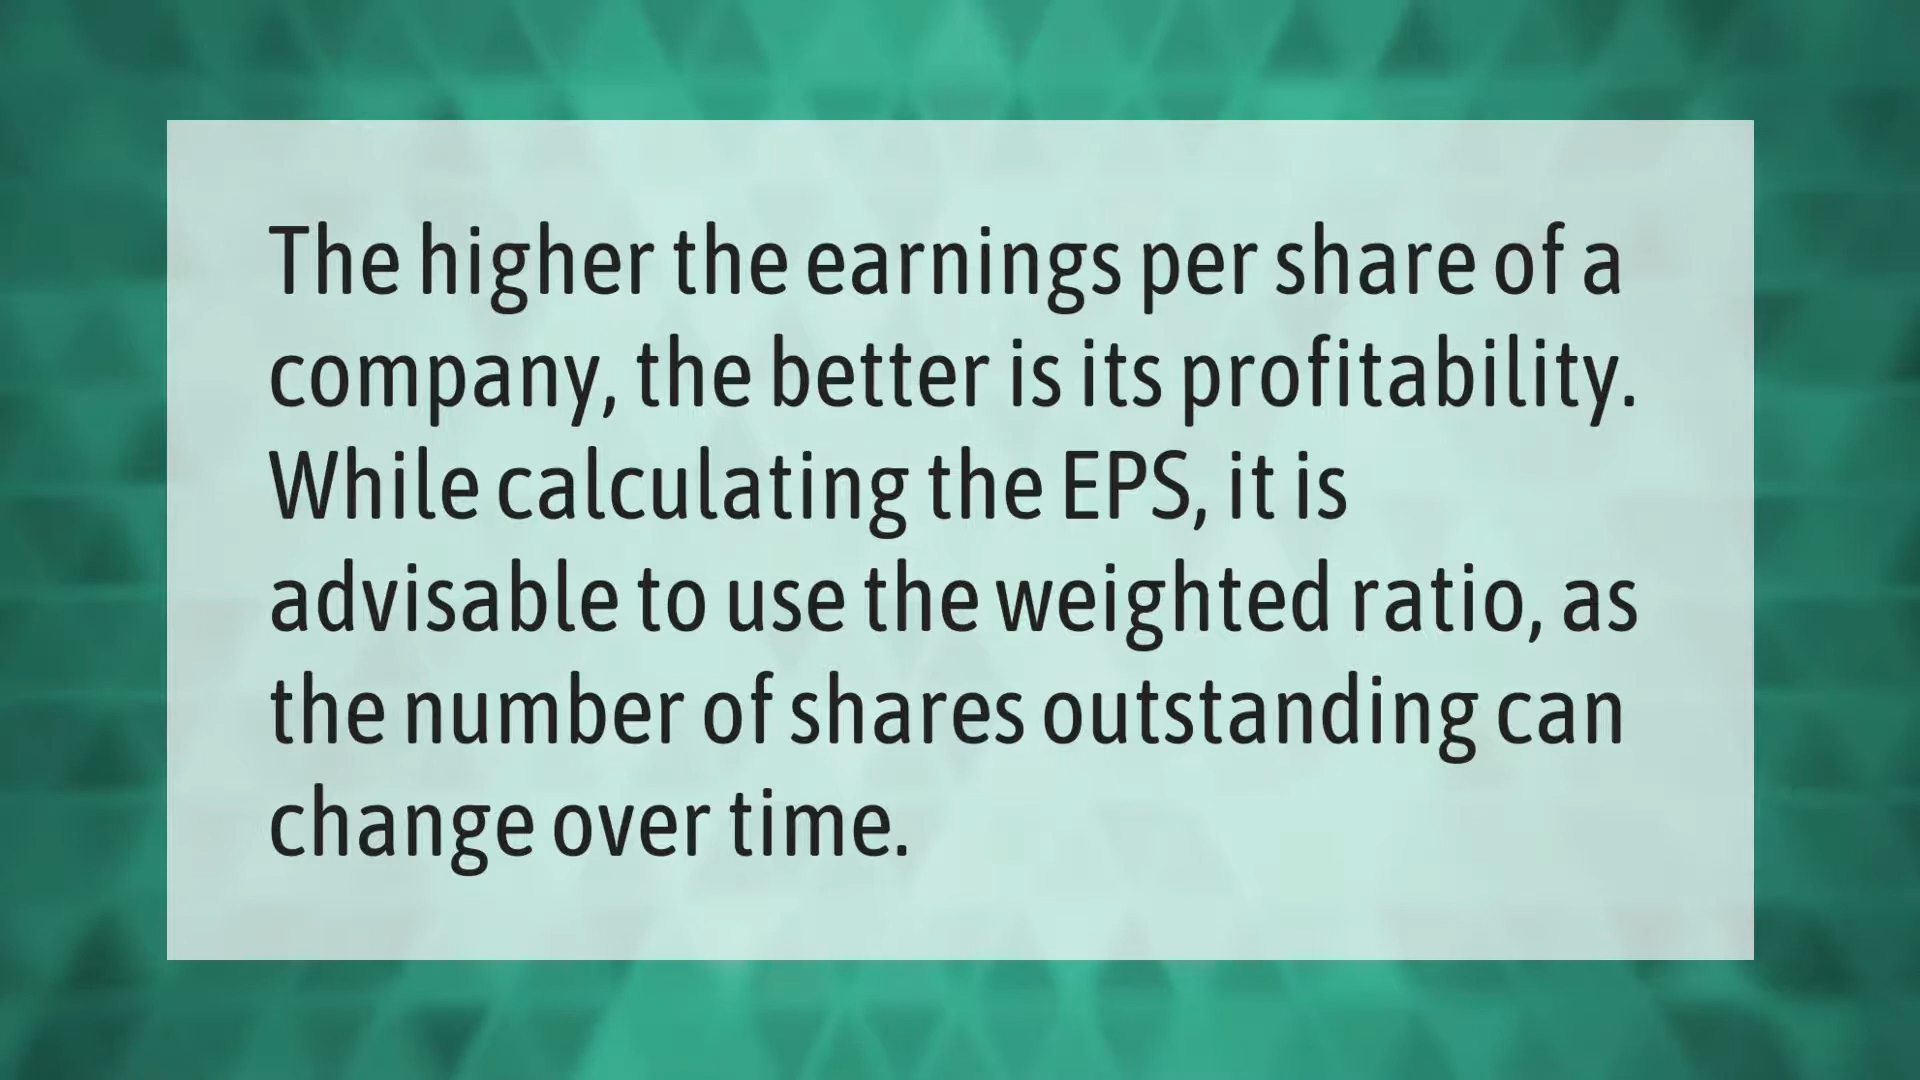 The higher the earnings per share of a
company, the better is its profitability.
While calculating the EPS, it is
advisable to use the weighted ratio, as
the number of shares outstanding can
change over time.